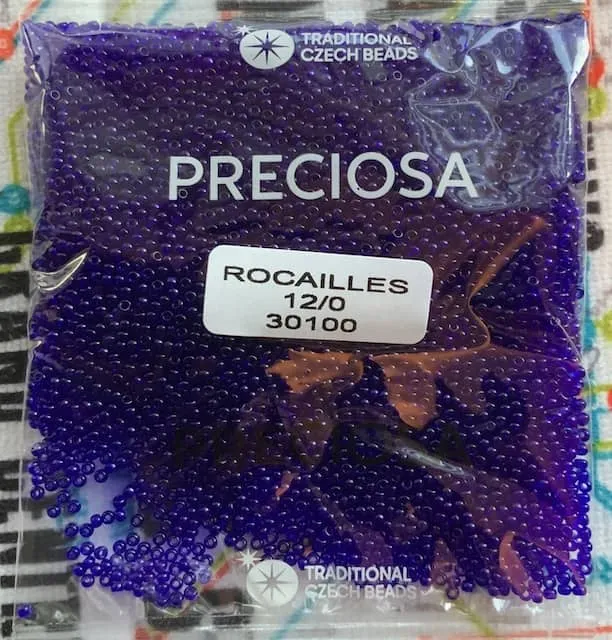 TRADITIONAL
CZECH BEADS
PRECIOSA
ROCAILLES
12/0
30100
PRECIOSA
TRADITIONAL
CZECH BEADS